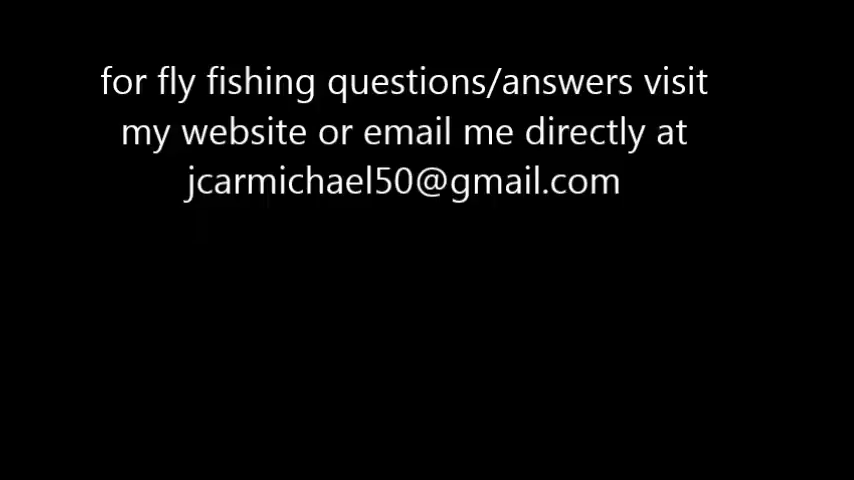 for fly fishing questions/answers visit
my website or email me directly at
jcarmichael50@gmail.com